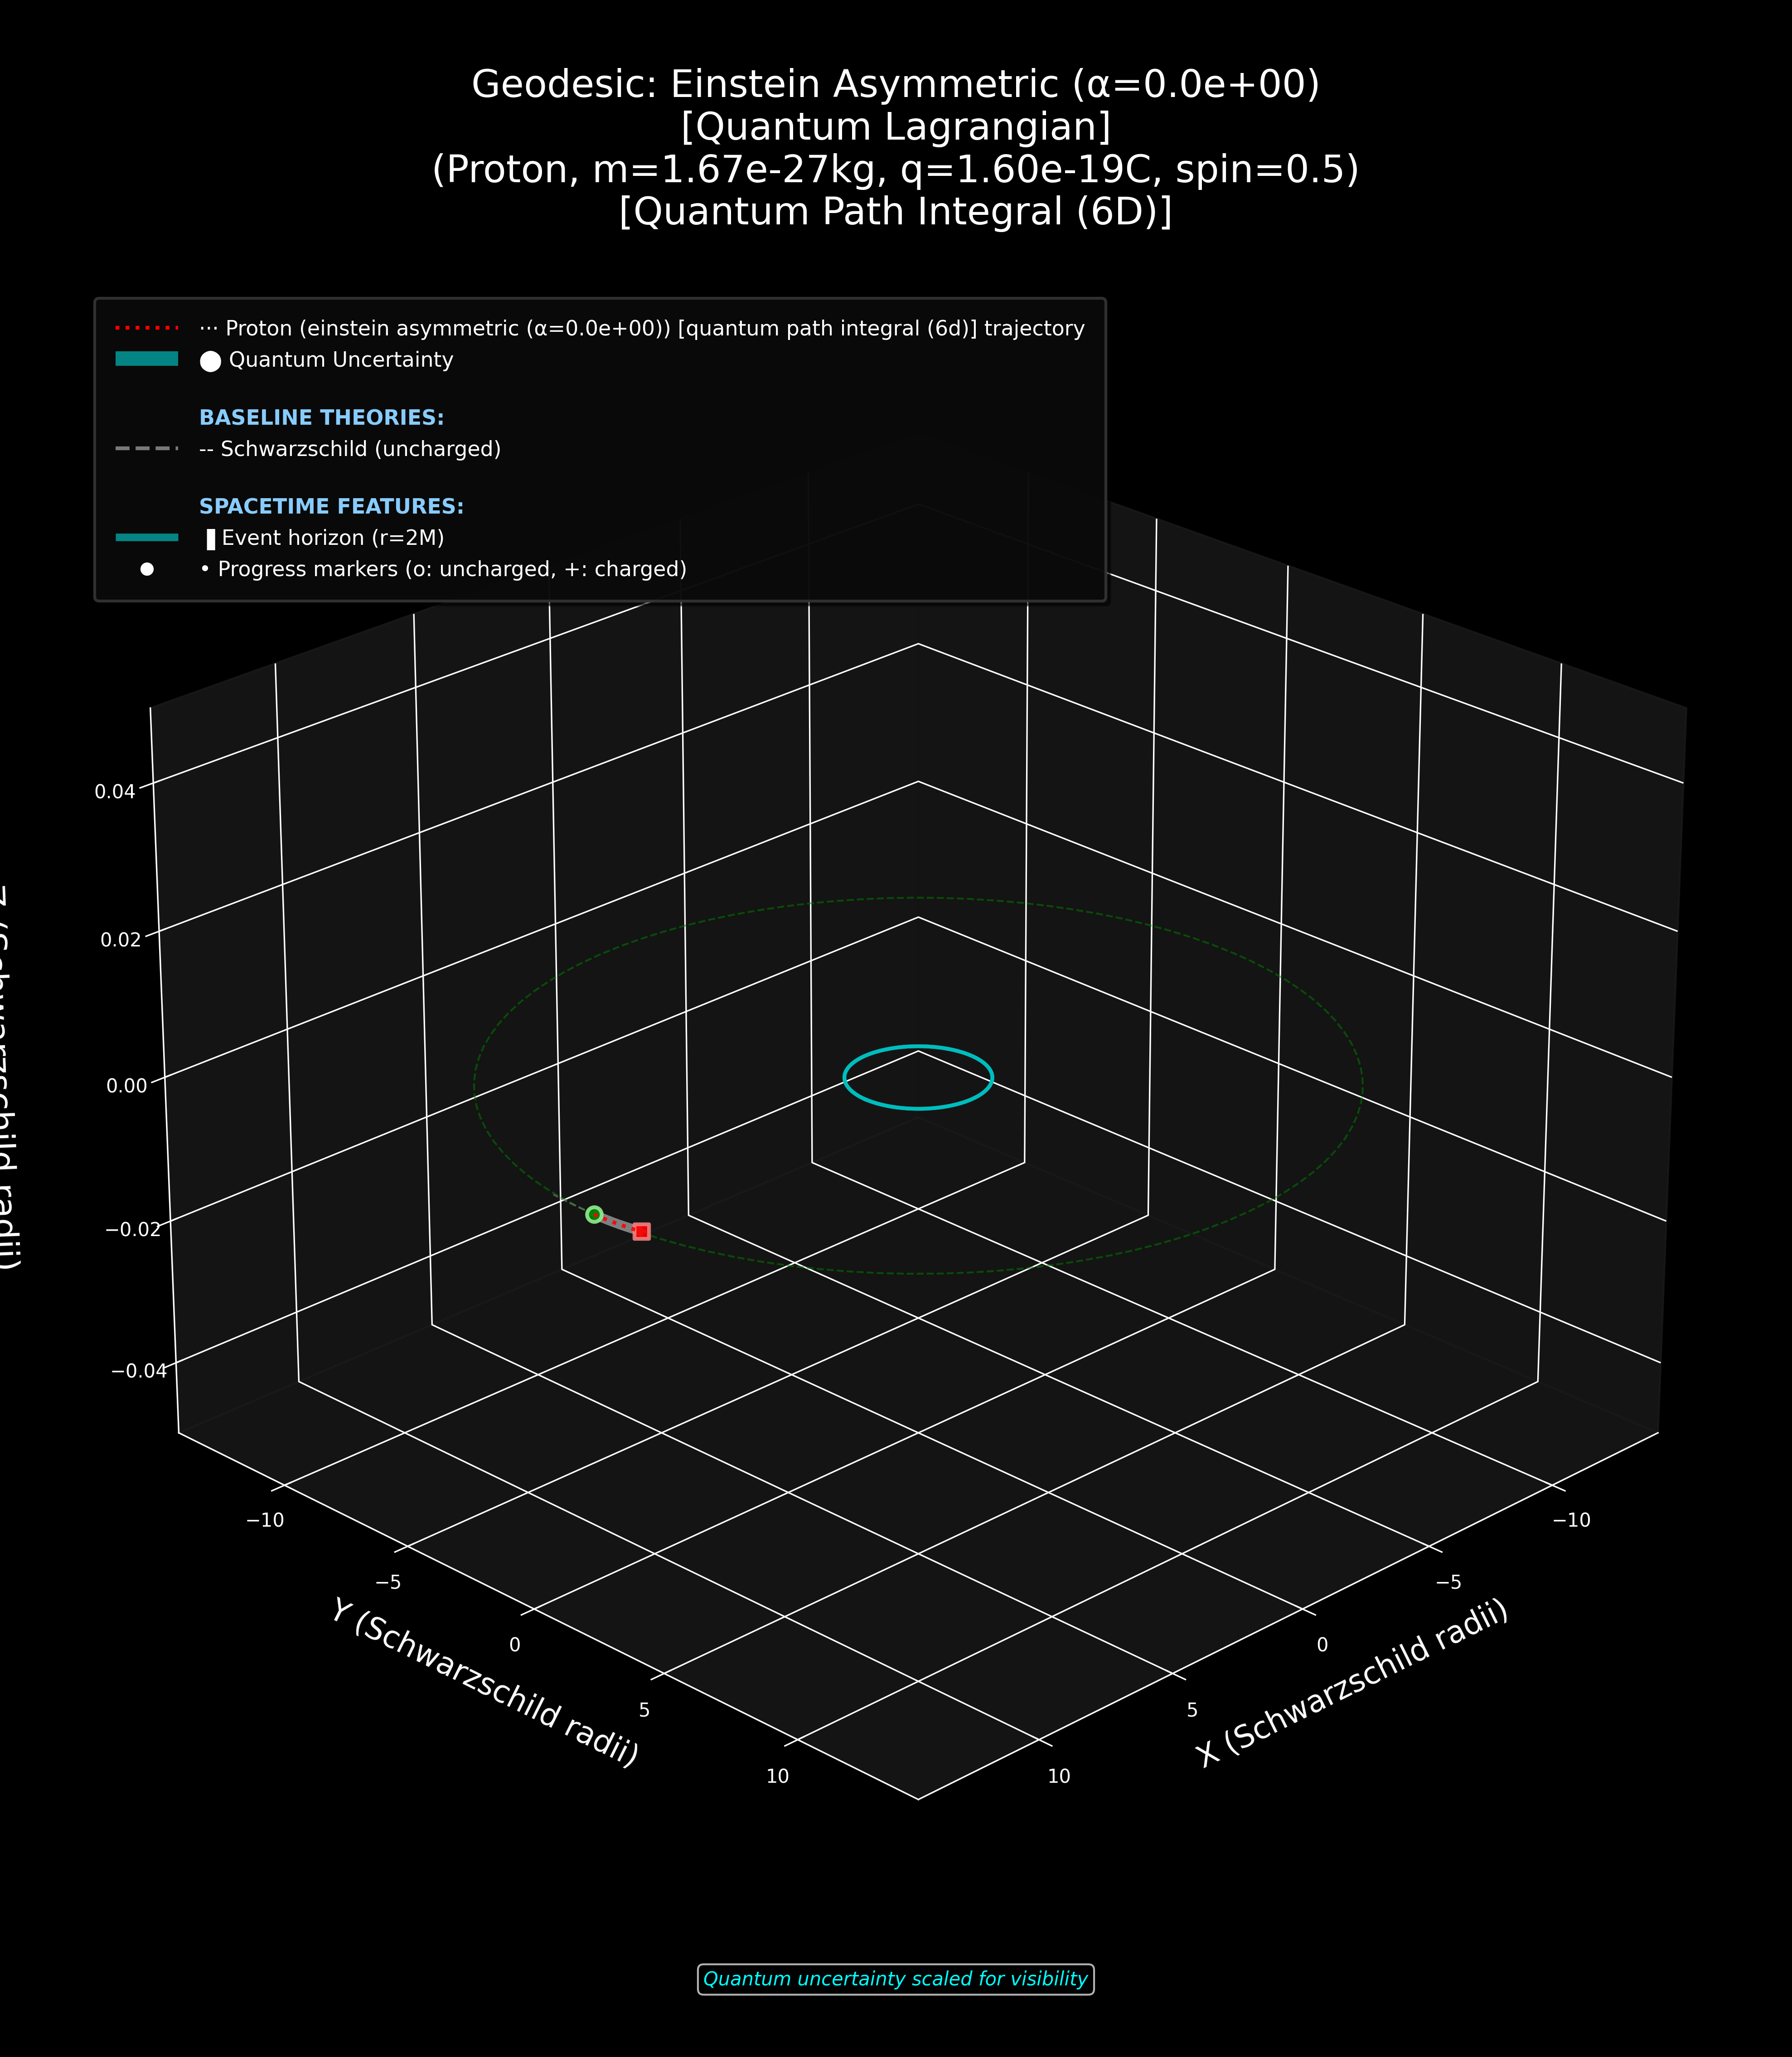 Geodesic: Einstein Asymmetric (α=0.0e+00)
[Quantum Lagrangian]
(Proton, m=1.67e-27kg, q=1.60e-19C, spin=0.5)
[Quantum Path Integral (6D)]
··· Proton (einstein asymmetric (α=0.0e+00)) [quantum path integral (6d)] trajectory
● Quantum Uncertainty
BASELINE THEORIES:
-- Schwarzschild (uncharged)
SPACETIME FEATURES:
▐ Event horizon (r=2M)
• Progress markers (o: uncharged, +: charged)
0.04
0.02
0.00
−0.02
−0.04
−10
−5
0
5
10
Y (Schwarzschild radii)
−10
−5
0
5
10
X (Schwarzschild radii)
Quantum uncertainty scaled for visibility